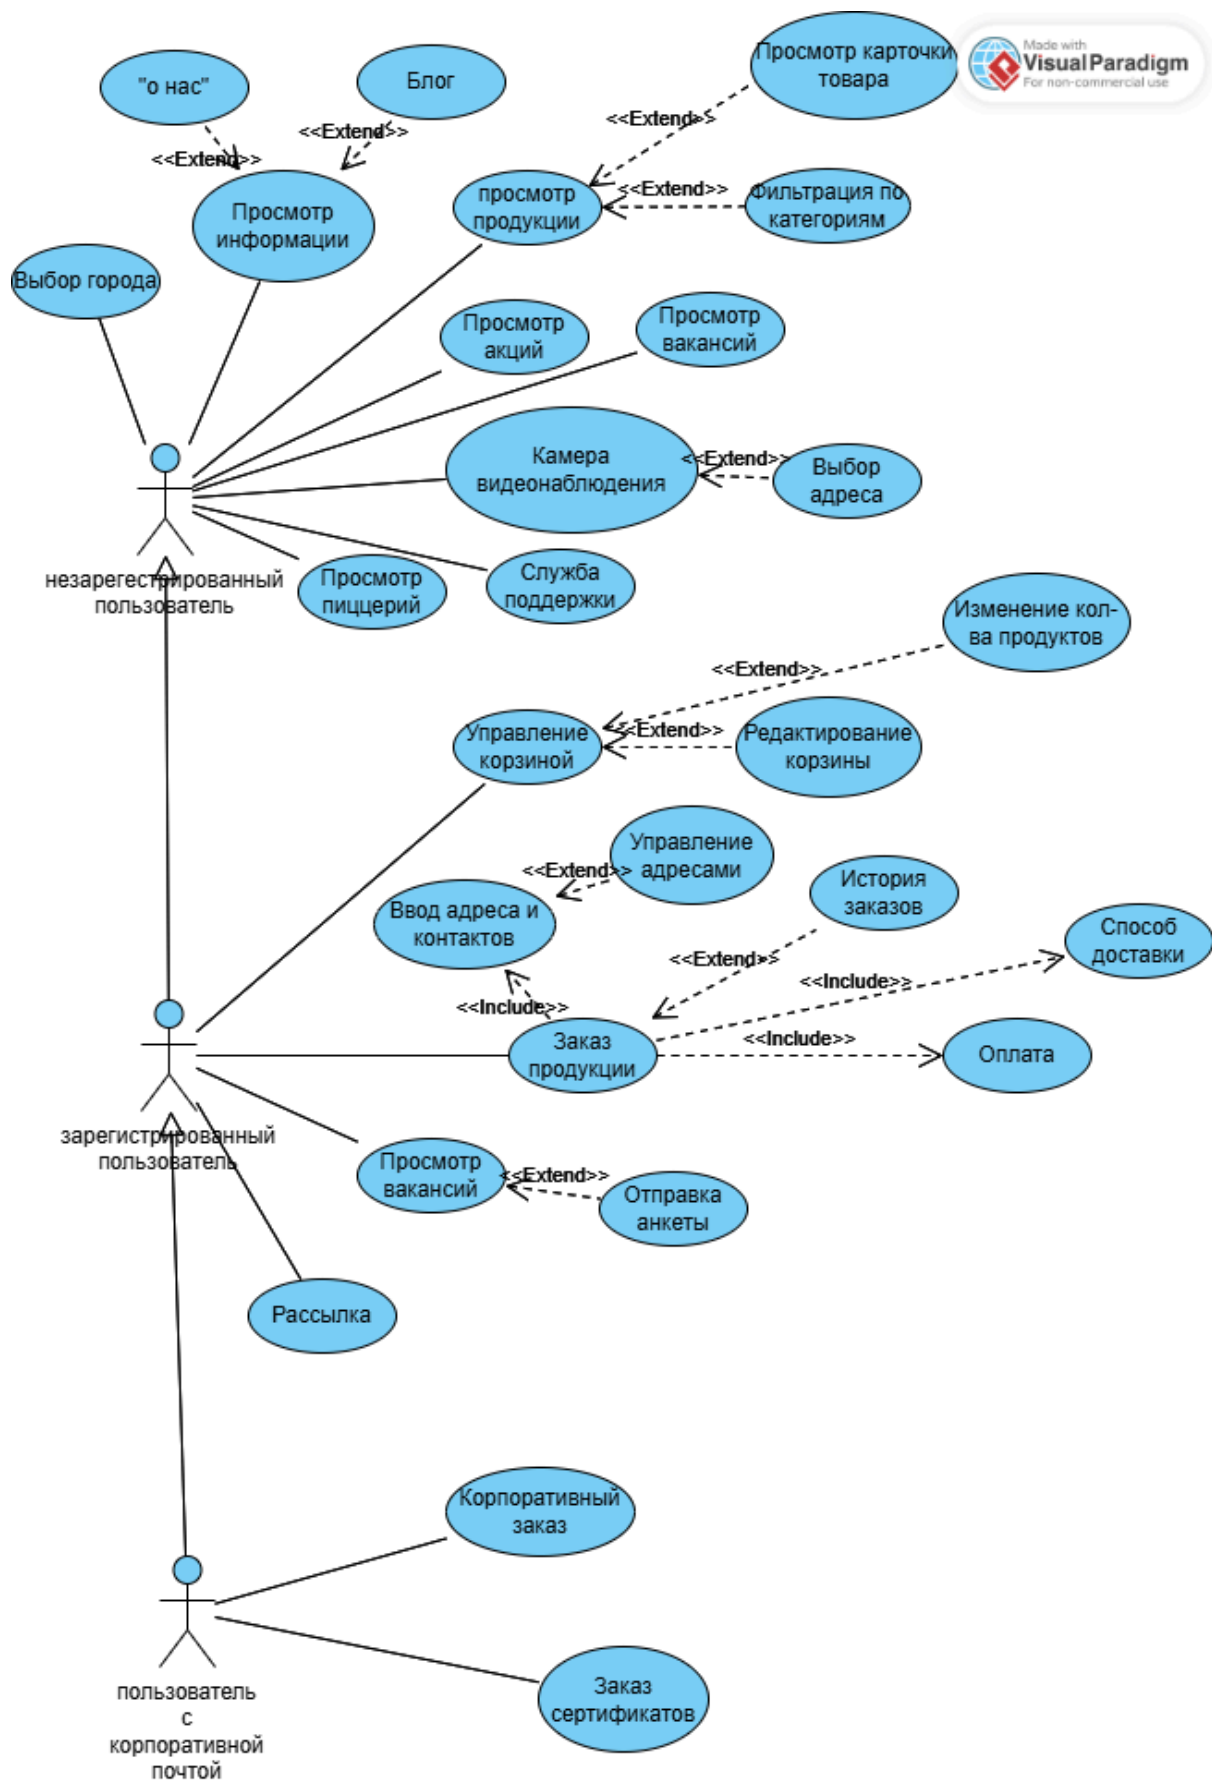 "о нас"
Блог
Просмотр карточки
товара
Made with
Visual Paradigm
For non-commercial use
<<Extend>>
<<Extend>>
<<Extend>>
Просмотр
информации
просмотр
продукции
<<Extend>>
Фильтрация по
категориям
Выбор города
Просмотр
акций
Просмотр
вакансий
Камера
видеонаблюдения
<<Extend>>
Выбор
адреса
незарегестрированный
пользователь
Просмотр
пиццерий
Служба
поддержки
Изменение кол-
ва продуктов
<<Extend>>
Управление
корзиной
<<Extend>>
Редактирование
корзины
Управление
адресами
<<Extend>>
Ввод адреса и
контактов
История
заказов
Способ
доставки
<<Extend>>
<<Include>>
<<Include>>
Заказ
продукции
<<Include>>
Оплата
зарегистрированный
пользователь
Просмотр
вакансий
<<Extend>>
Отправка
анкеты
Рассылка
Корпоративный
заказ
Заказ
сертификатов
пользователь
с
корпоративной
почтой